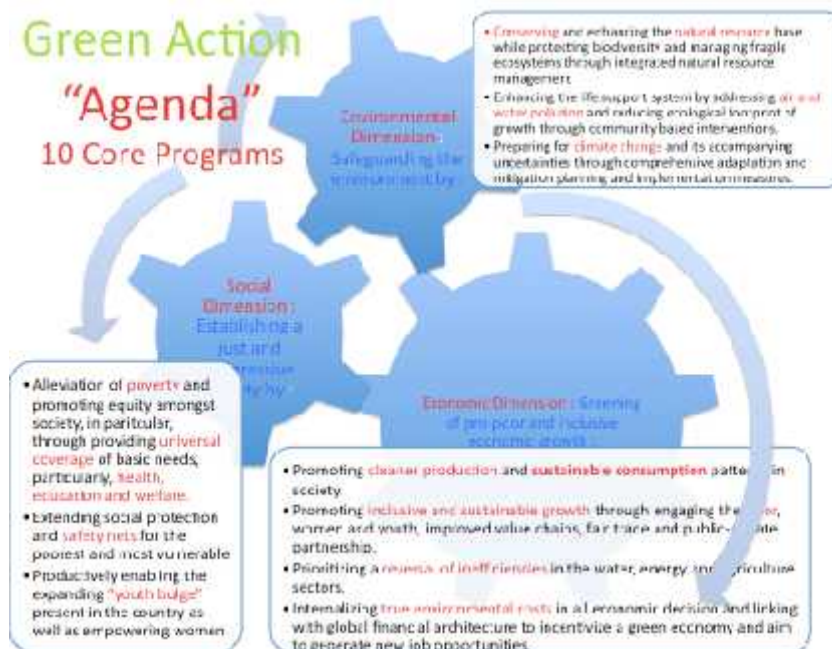 Green Action
"Agenda"
10 Core Programs
Environmental
Dimension-
Safeguarding the
environment by
• Conserving and enhancing the natural resource base
while protecting biodiversity and managing fragile
ecosystems through integrated natural resource
management
• Enhancing the life support system by addressing air and
water pollution and reducing ecological footprint of
growth through community based interventions.
• Preparing for climate change and its accompanying
uncertainties through comprehensive adaptation and
mitigation planning and implementation measures.
Social
Dimension :
Establishing a
just and
by
• Alleviation of poverty and
promoting equity amongst
society, in paritcular,
through providing universal
coverage of basic needs,
particularly, health,
education and welfare.
• Extending social protection
and safety nets for the
poorest and most vulnerable
• Productively enabling the
expanding "youth bulge"
present in the country as
well as empowering women
Economic Dimension : Greening
of pro-poor and inclusive
economic growth :
• Promoting cleaner production and sustainable consumption patterns in
society
• Promoting inclusive and sustainable growth through engaging the
women and youth, improved value chains, fair trace and
partnership.
• Prioritizing a reversal of inefficiencies in the water, energy and agriculture
sectors.
• Internalizing true environmental costs in all economic decision and linking
with global financial architecture to incentivize a green economy and aim
to generate new job opportunities.